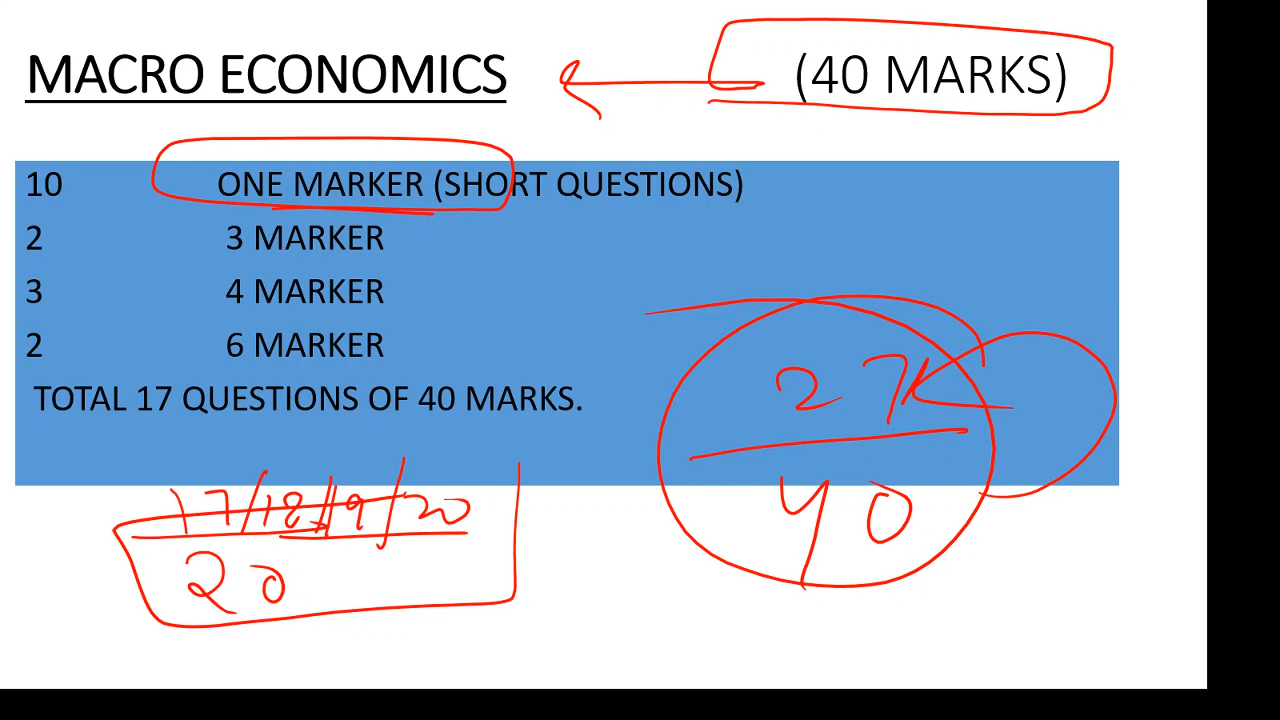 MACRO ECONOMICS (40 MARKS)
10 ONE MARKER (SHORT QUESTIONS)
2 3 MARKER
3 4 MARKER
2 6 MARKER
TOTAL 17 QUESTIONS OF 40 MARKS.
27
40
17/18/19/20
20